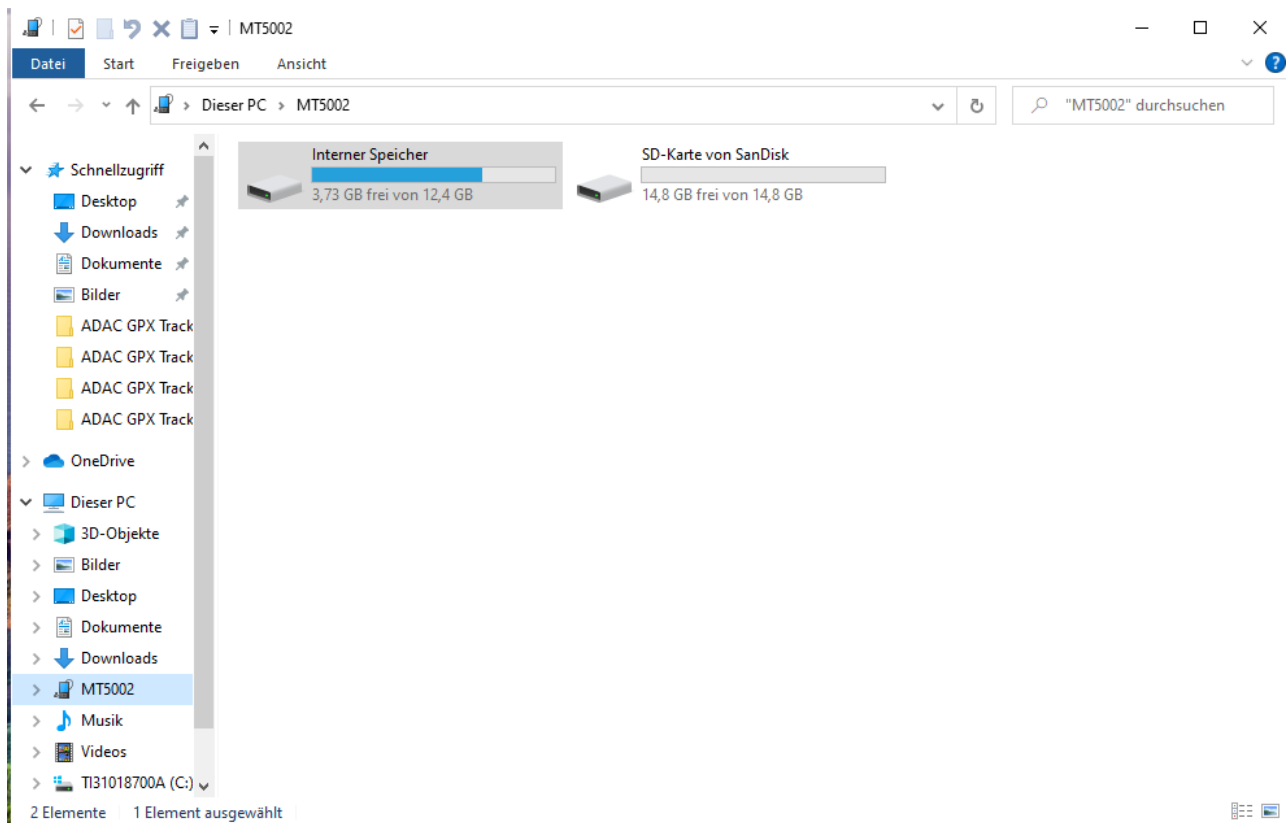 MT5002
Datei Start Freigeben Ansicht
Dieser PC MT5002
"MT5002" durchsuchen
Schnellzugriff
Desktop
Downloads
Dokumente
Bilder
ADAC GPX Track
ADAC GPX Track
ADAC GPX Track
ADAC GPX Track
OneDrive
Dieser PC
3D-Objekte
Bilder
Desktop
Dokumente
Downloads
MT5002
Musik
Videos
TI31018700A (C:)
Interner Speicher
3,73 GB frei von 12,4 GB
SD-Karte von SanDisk
14,8 GB frei von 14,8 GB
2 Elemente 1 Element ausgewählt